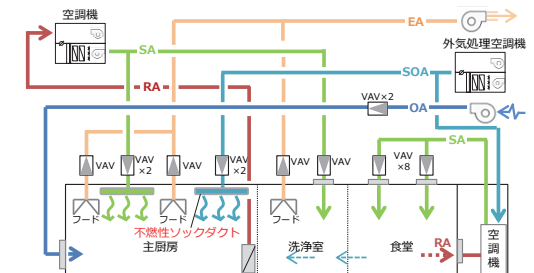 空調機
EA
外気処理空調機
SA
SOA
RA
VAV×2
OA
SA
VAV
VAV
×2
VAV
VAV
×2
VAV
VAV
VAV
×8
フード
フード
フード
不燃性ソックダクト
主厨房
洗浄室
食堂
RA
空
調
機